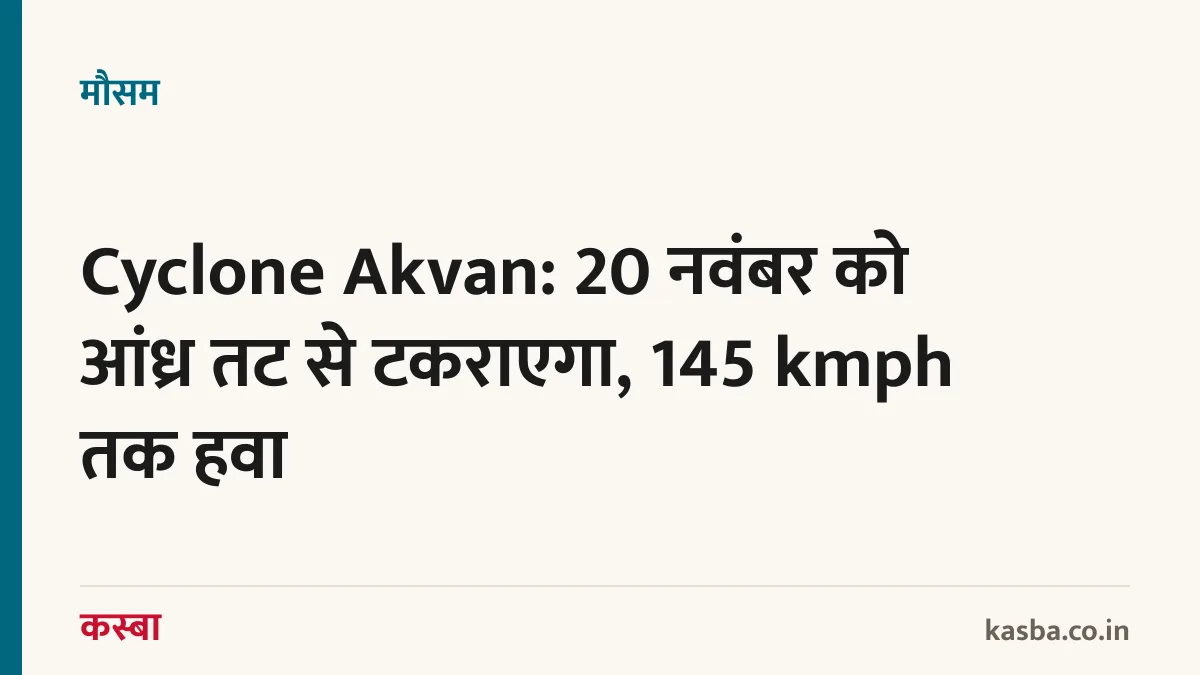 मौसम
Cyclone Akvan: 20 नवंबर को
आंध्र तट से टकराएगा, 145 kmph
तक हवा
कस्बा
kasba.co.in